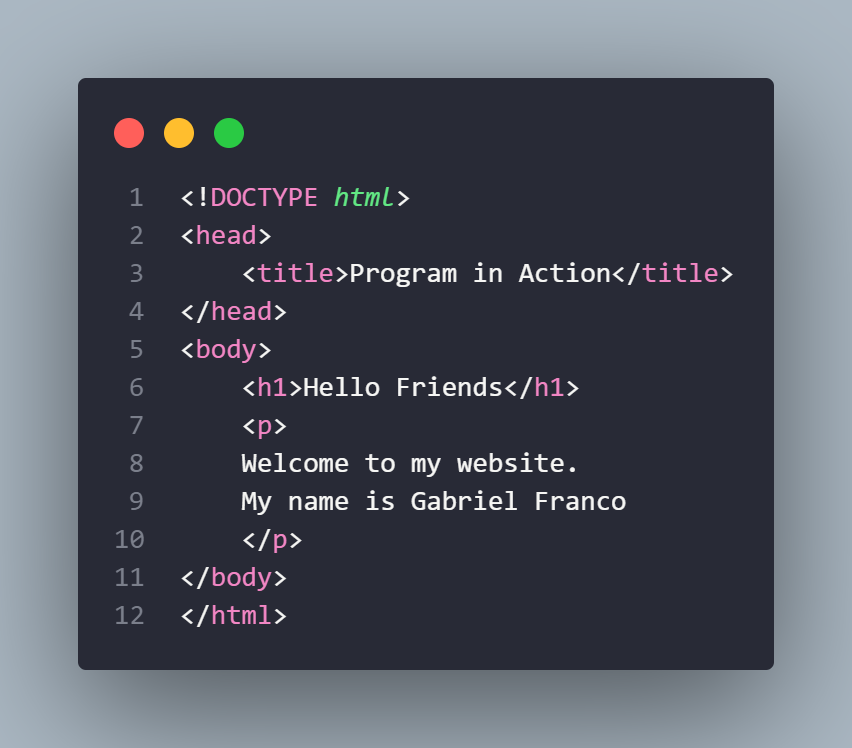 1 <!DOCTYPE html>
2 <head>
3     <title>Program in Action</title>
4 </head>
5 <body>
6     <h1>Hello Friends</h1>
7     <p>
8     Welcome to my website.
9     My name is Gabriel Franco
10     </p>
11 </body>
12 </html>